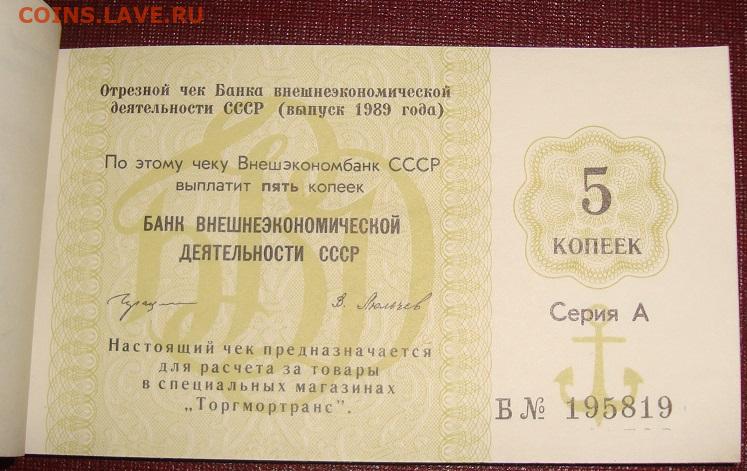 COINS.LAVE.RU
Отрезной чек Банка внешнеэкономической
деятельности СССР (выпуск 1989 года)
По этому чеку Внешэкономбанк СССР
выплатит пять копеек
БАНК ВНЕШНЕЭКОНОМИЧЕСКОЙ
ДЕЯТЕЛЬНОСТИ СССР
Настоящий чек предназначается
для расчета за товары
в специальных магазинах
„Торгмортранс".
5
КОПЕЕК
Серия А
Б № 195819